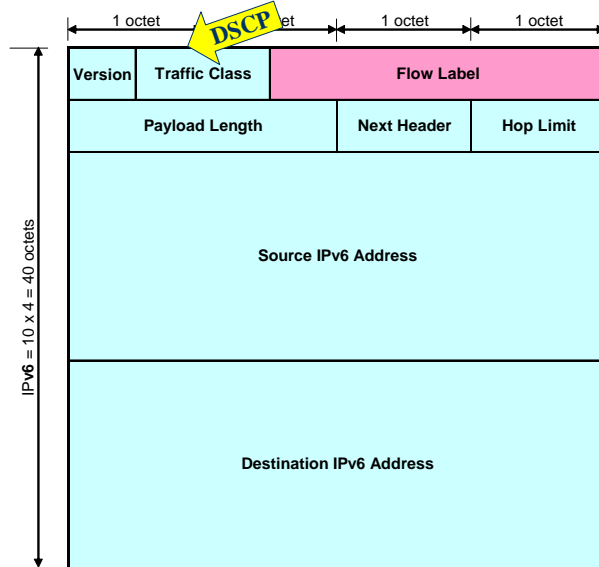 1 octet
DSCP
et
1 octet
1 octet
Version
Traffic Class
Flow Label
Payload Length
Next Header
Hop Limit
IPv6 = 10 x 4 = 40 octets
Source IPv6 Address
Destination IPv6 Address